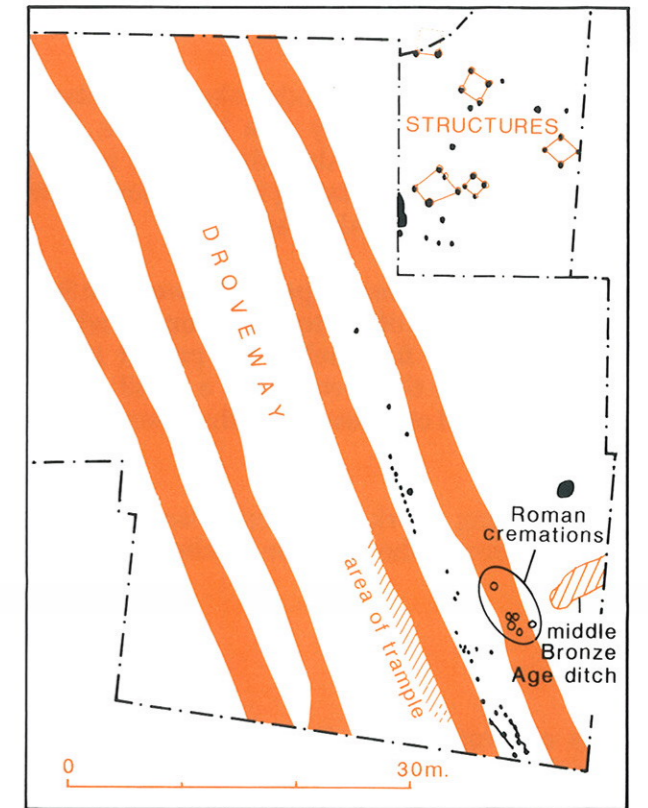 STRUCTURES
DROVEWAY
Roman
cremations
area of trample
middle
Bronze
Age ditch
0
30m.